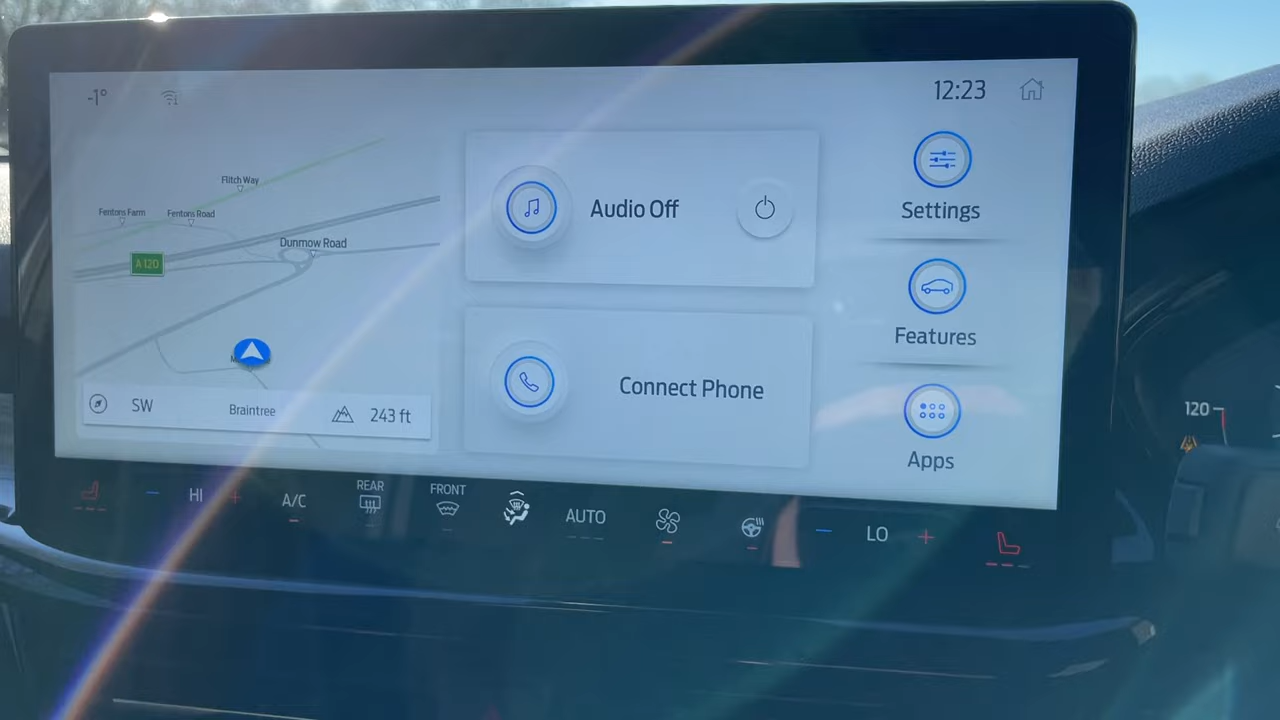 -1°
12:23
Flitch Way
Fentons Farm
Fentons Road
Dunmow Road
A120
SW
Braintree
243 ft
Audio Off
Connect Phone
Settings
Features
Apps
HI
A/C
REAR
FRONT
AUTO
LO
120